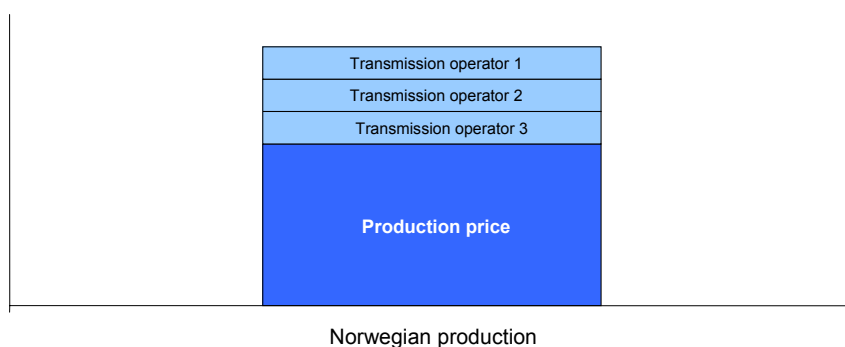 Transmission operator 1
Transmission operator 2
Transmission operator 3
Production price
Norwegian production